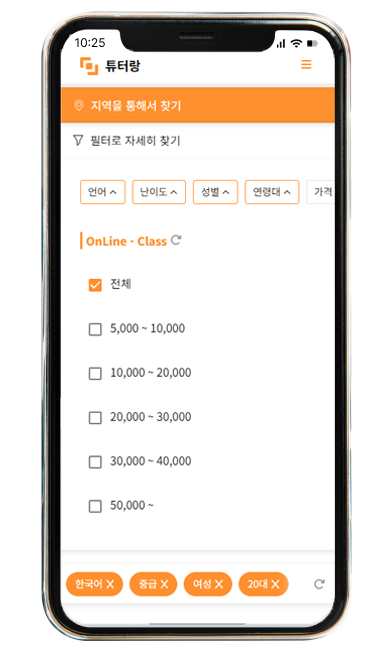 10:25
튜터랑
지역을 통해서 찾기
필터로 자세히 찾기
언어 난이도 성별 연령대 가격
OnLine - Class
전체
5,000 ~ 10,000
10,000 ~ 20,000
20,000 ~ 30,000
30,000 ~ 40,000
50,000 ~
한국어 X 중급 X 여성 X 20대 X